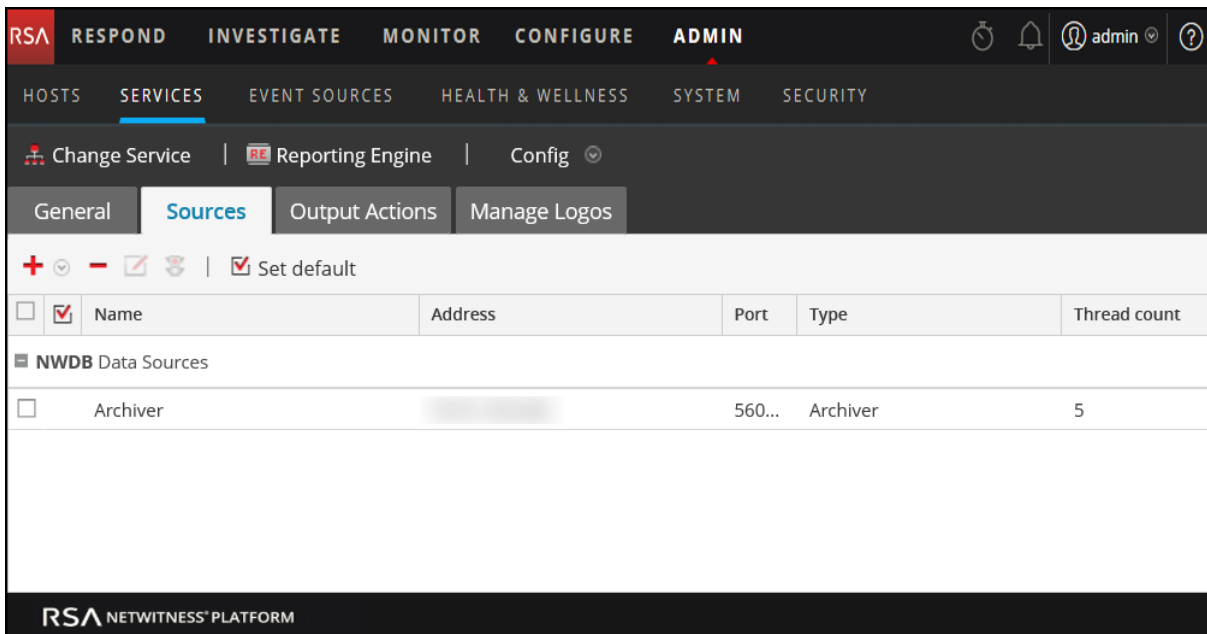 RSA RESPOND INVESTIGATE MONITOR CONFIGURE ADMIN admin ?
HOSTS SERVICES EVENT SOURCES HEALTH & WELLNESS SYSTEM SECURITY
Change Service | RE Reporting Engine | Config
General Sources Output Actions Manage Logos
Set default
Name Address Port Type Thread count
NWDB Data Sources
Archiver 560... Archiver 5
RSA NETWITNESS® PLATFORM